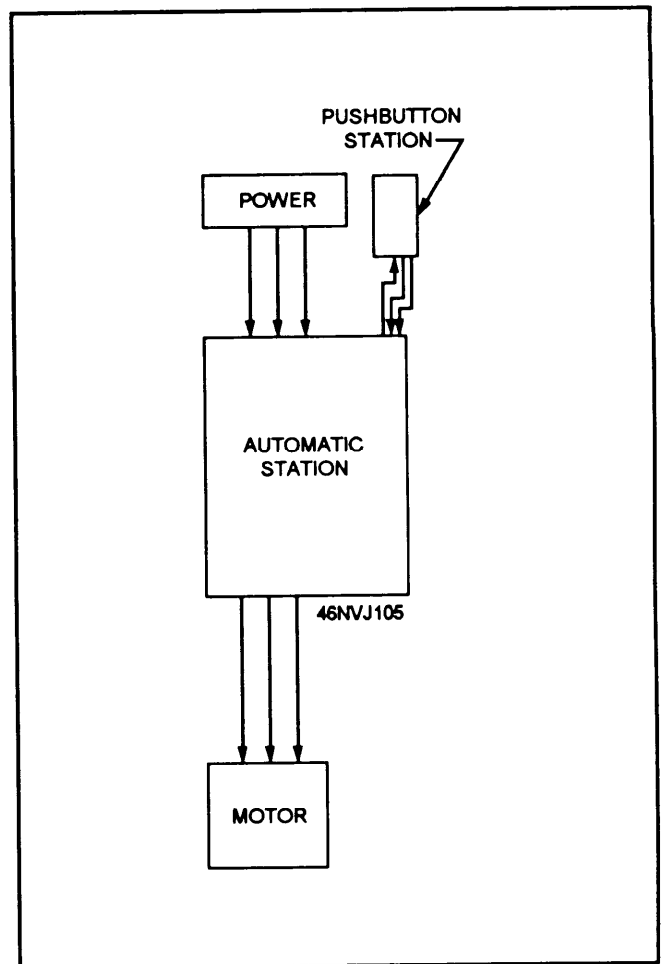 PUSHBUTTON
STATION
POWER
AUTOMATIC
STATION
46NVJ105
MOTOR